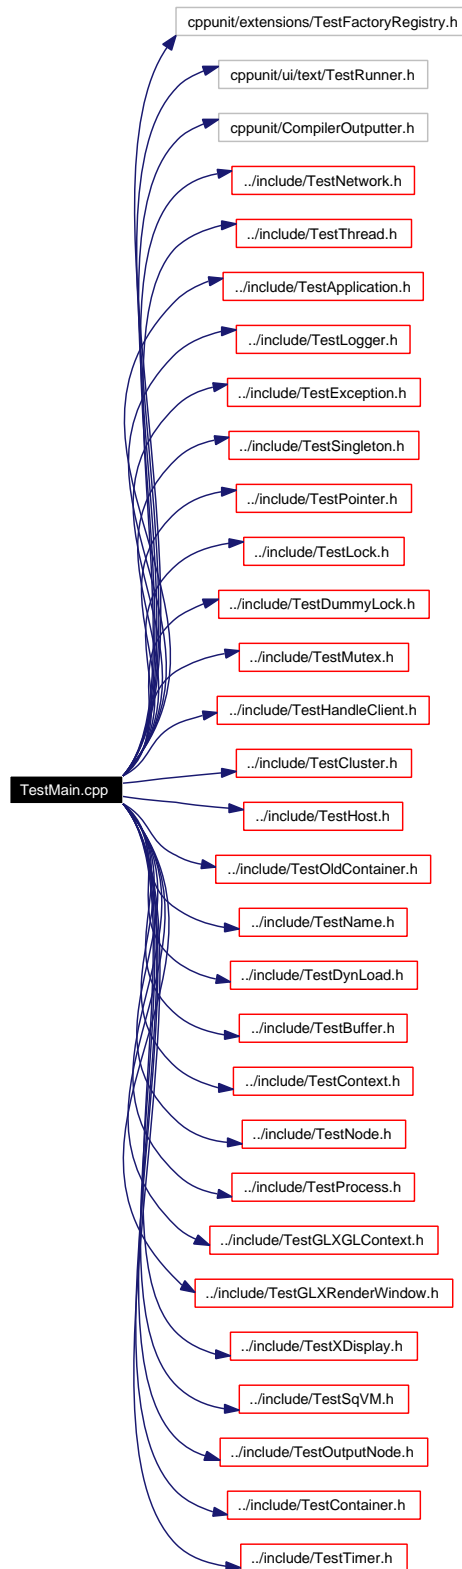 cppunit/extensions/TestFactoryRegistry.h
cppunit/ui/text/TestRunner.h
cppunit/CompilerOutputter.h
../include/TestNetwork.h
../include/TestThread.h
../include/TestApplication.h
../include/TestLogger.h
../include/TestException.h
../include/TestSingleton.h
../include/TestPointer.h
../include/TestLock.h
../include/TestDummyLock.h
../include/TestMutex.h
../include/TestHandleClient.h
../include/TestCluster.h
TestMain.cpp
../include/TestHost.h
../include/TestOldContainer.h
../include/TestName.h
../include/TestDynLoad.h
../include/TestBuffer.h
../include/TestContext.h
../include/TestNode.h
../include/TestProcess.h
../include/TestGLXGLContext.h
../include/TestGLXRenderWindow.h
../include/TestXDisplay.h
../include/TestSqVM.h
../include/TestOutputNode.h
../include/TestContainer.h
../include/TestTimer.h